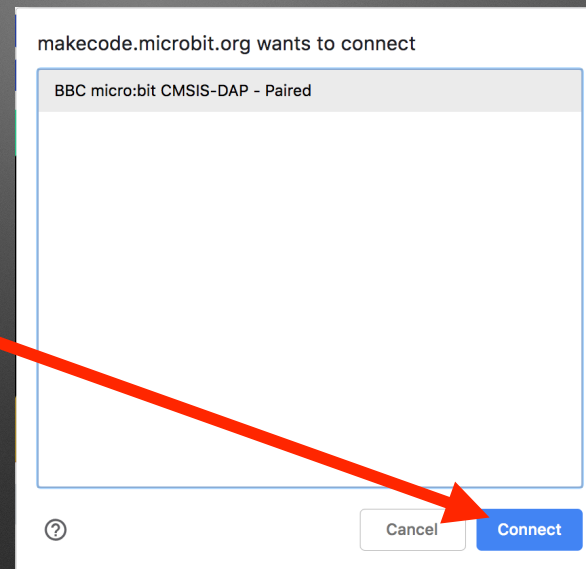 makecode.microbit.org wants to connect
BBC micro:bit CMSIS-DAP - Paired
?
Cancel
Connect